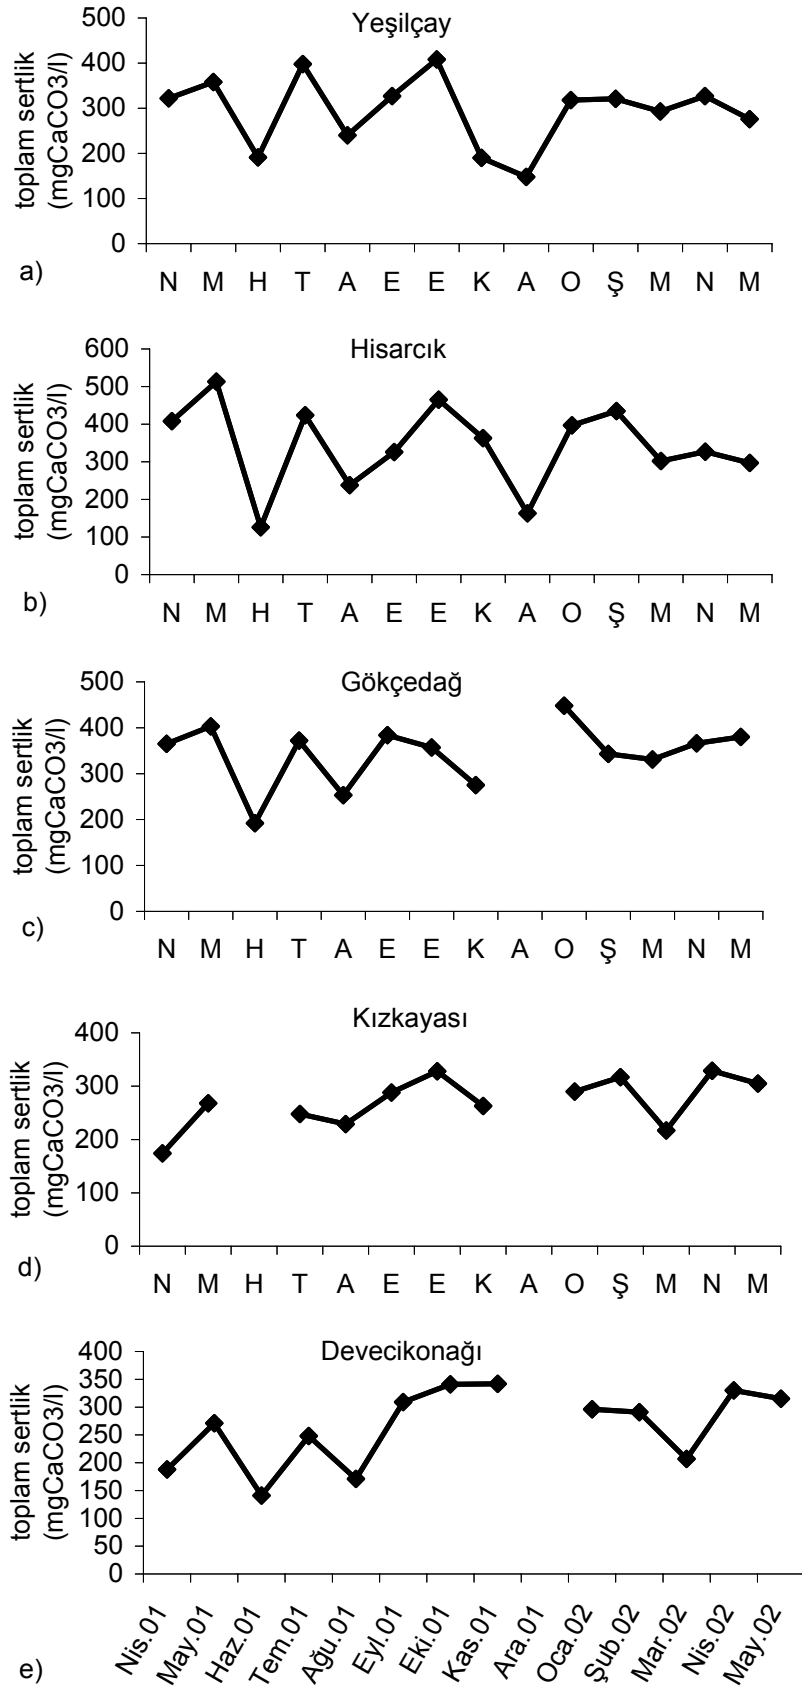 Yeşilçay
toplam sertlik
(mgCaCO3/l)
500
400
300
200
100
0
a)
N M H T A E E K A O Ş M N M
Hisarcık
toplam sertlik
(mgCaCO3/l)
600
500
400
300
200
100
0
b)
N M H T A E E K A O Ş M N M
Gökçedağ
toplam sertlik
(mgCaCO3/l)
500
400
300
200
100
0
c)
N M H T A E E K A O Ş M N M
Kızkayası
toplam sertlik
(mgCaCO3/l)
400
300
200
100
0
d)
N M H T A E E K A O Ş M N M
Devecikonağı
toplam sertlik
(mgCaCO3/l)
400
350
300
250
200
150
100
50
0
e)
Nis.01 May.01 Haz.01 Tem.01 Ağu.01 Eyl.01 Eki.01 Kas.01 Ara.01 Oca.02 Şub.02 Mar.02 Nis.02 May.02